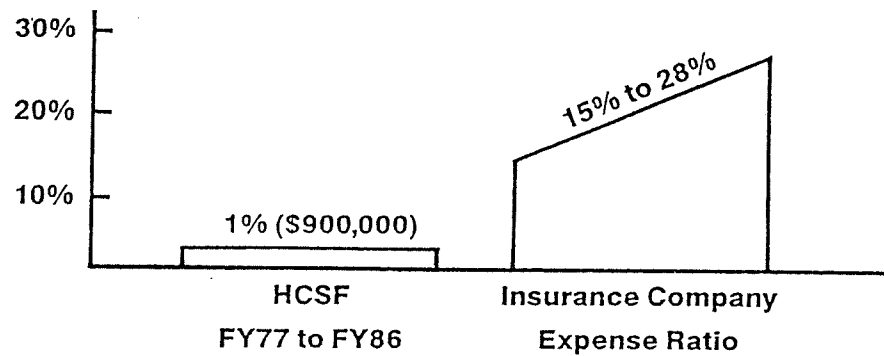 30%
20%
10%
1% ($900,000)
15% to 28%
HCSF
FY77 to FY86
Insurance Company
Expense Ratio